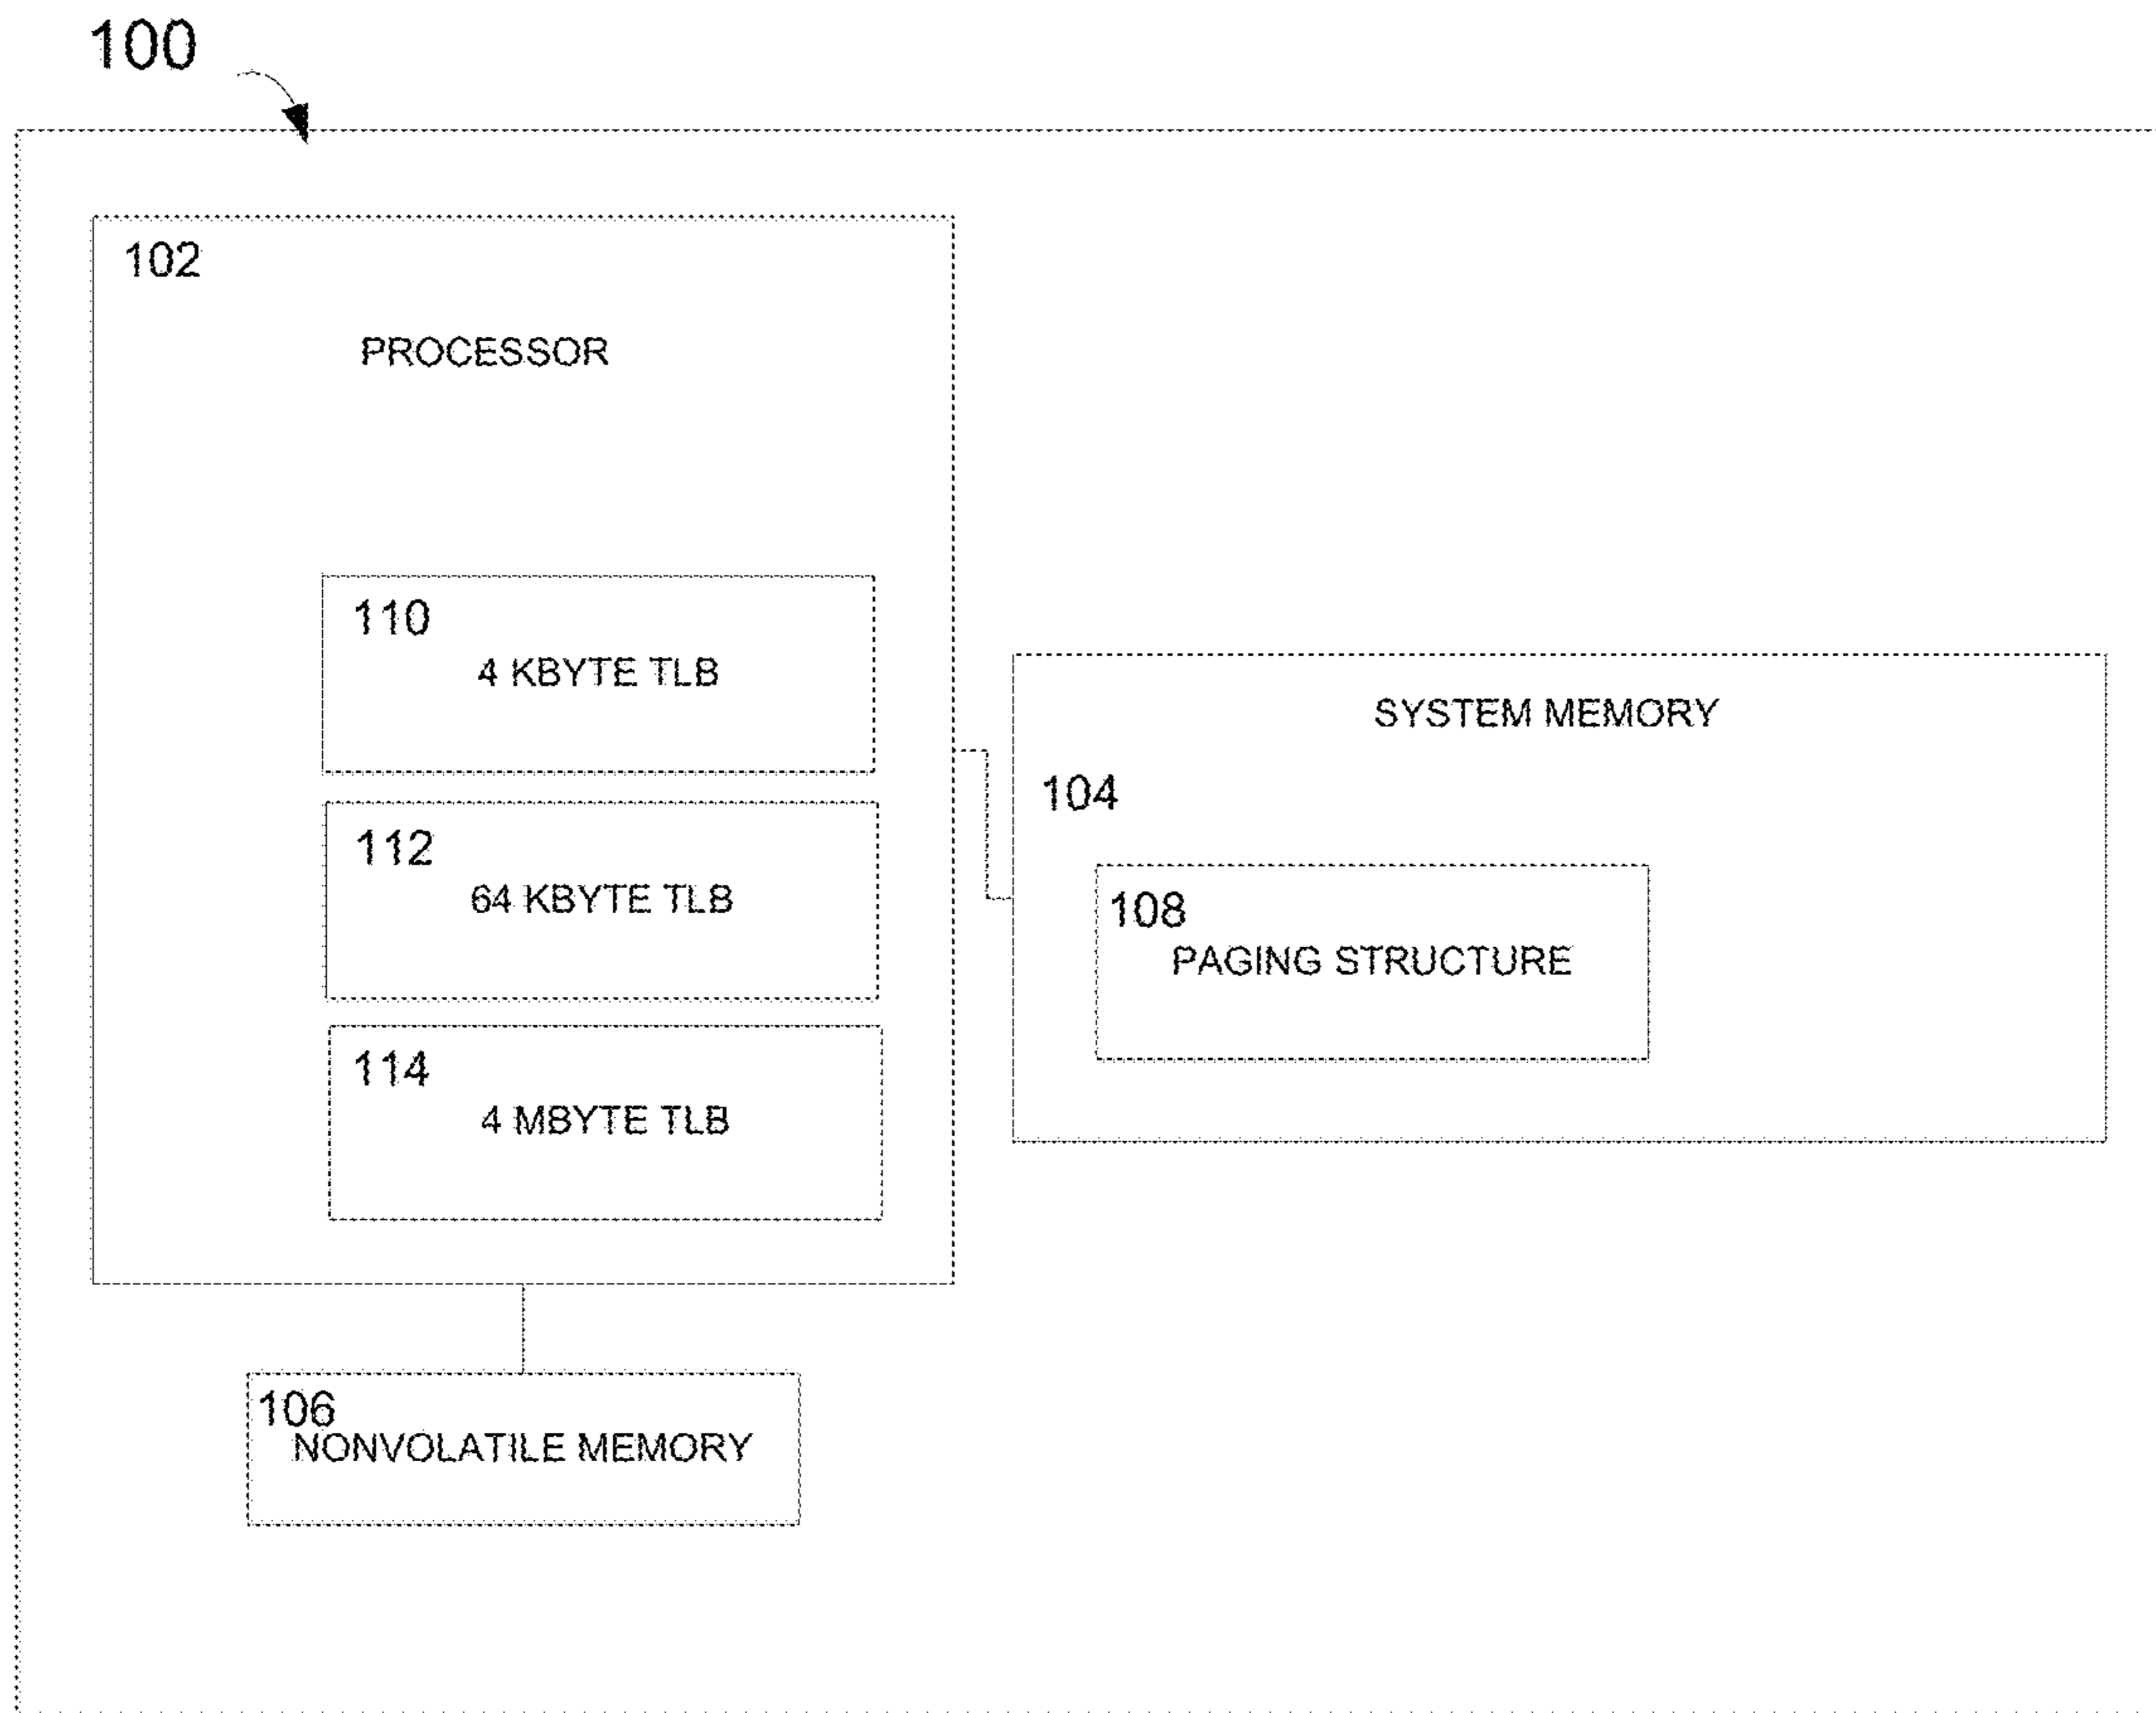 100
102
PROCESSOR
110
4 KBYTE TLB
112
64 KBYTE TLB
114
4 MBYTE TLB
SYSTEM MEMORY
104
108
PAGING STRUCTURE
106
NONVOLATILE MEMORY